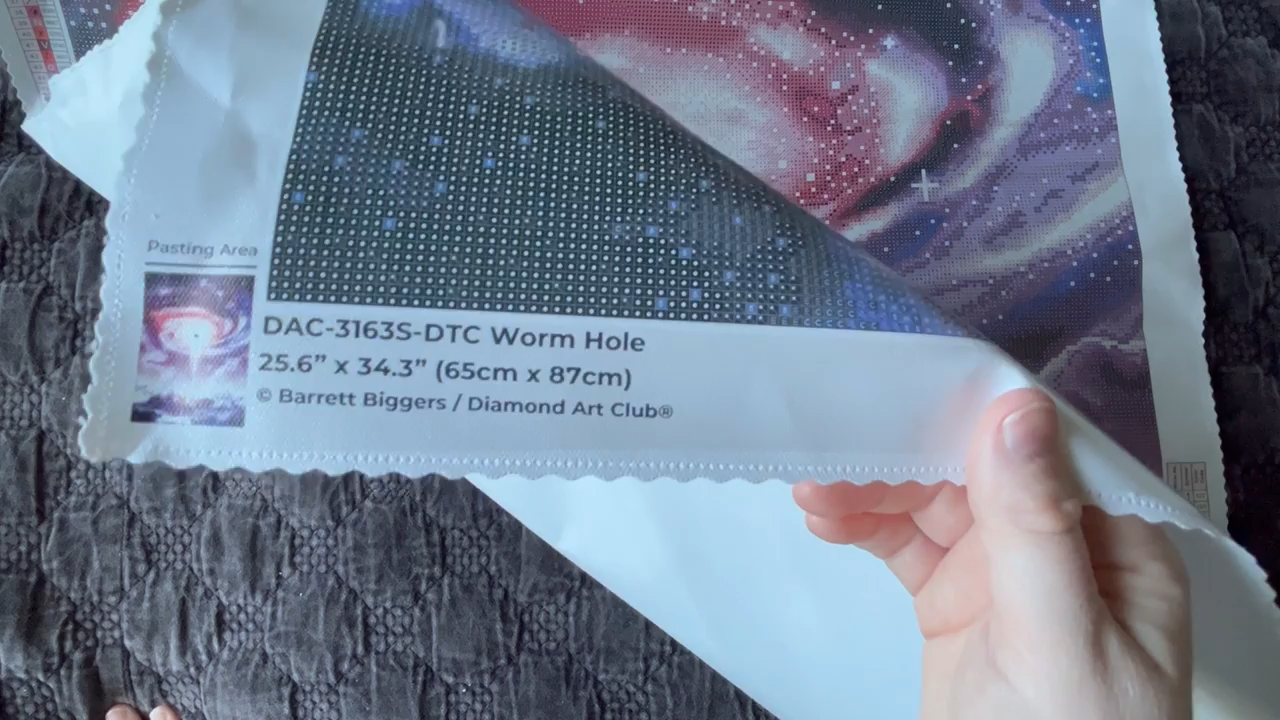 Pasting Area
DAC-3163S-DTC Worm Hole
25.6” x 34.3” (65cm x 87cm)
© Barrett Biggers / Diamond Art Club®